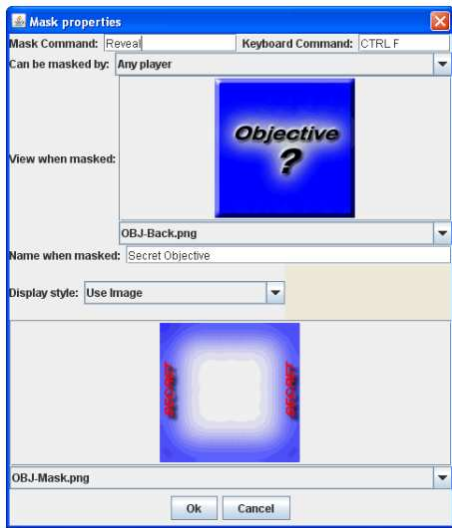 Mask properties
Mask Command: Reveal Keyboard Command: CTRL F
Can be masked by: Any player
Objective
?
View when masked:
OBJ-Back.png
Name when masked: Secret Objective
Display style: Use Image
SECRET SECRET
OBJ-Mask.png
Ok Cancel